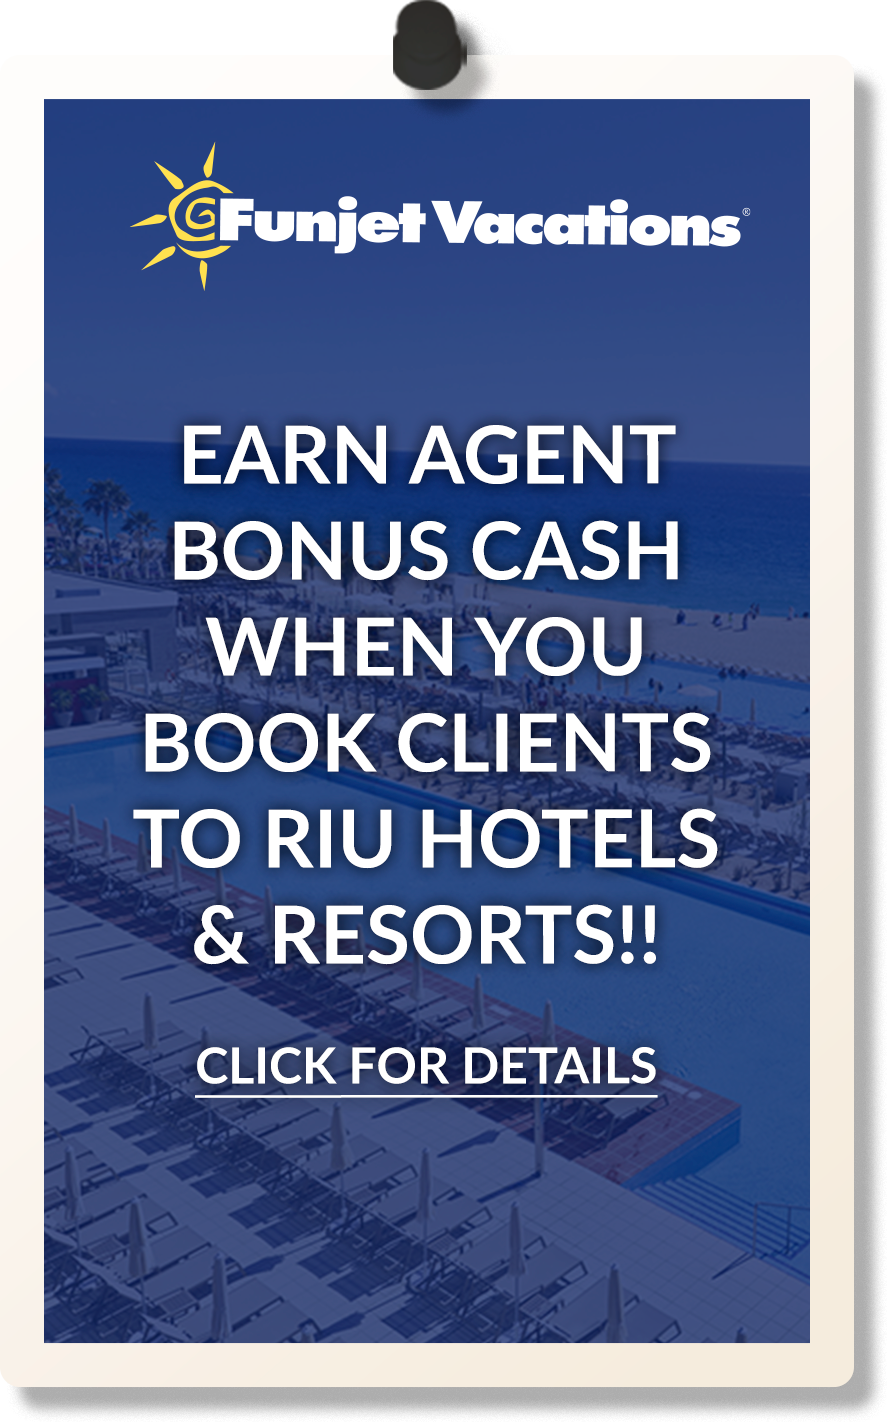 Funjet Vacations®
EARN AGENT
BONUS CASH
WHEN YOU
BOOK CLIENTS
TO RIU HOTELS
& RESORTS!!
CLICK FOR DETAILS